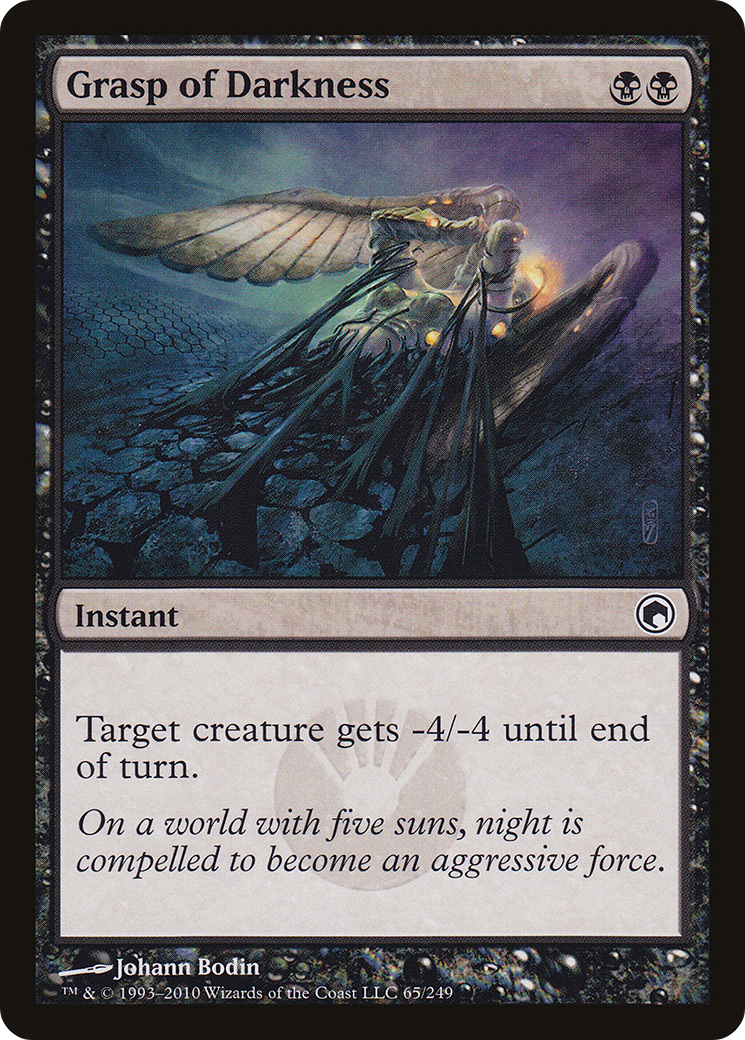 Grasp of Darkness
Instant
Target creature gets -4/-4 until end
of turn.
On a world with five suns, night is
compelled to become an aggressive force.
Johann Bodin
™ & © 1993–2010 Wizards of the Coast LLC 65/249